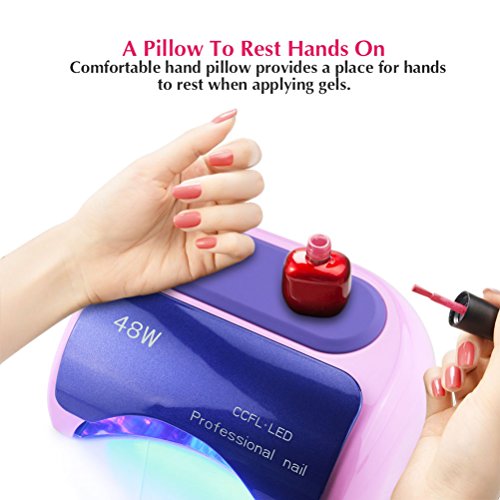 A Pillow To Rest Hands On
Comfortable hand pillow provides a place for hands
to rest when applying gels.
48W
CCFL·LED
Professional nail